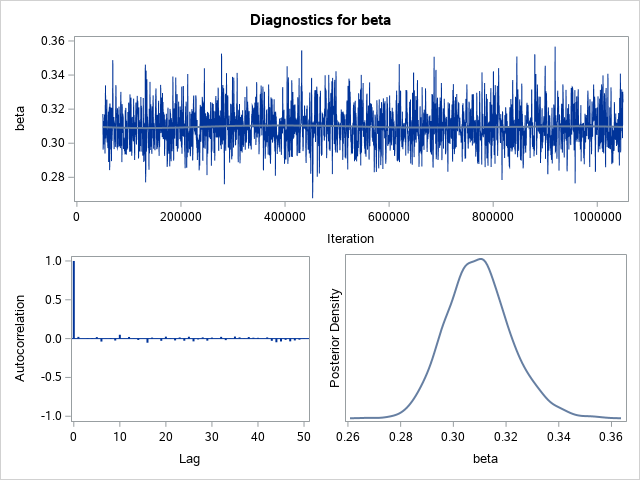 Diagnostics for beta
0.36
0.34
0.32
0.30
0.28
beta
0 200000 400000 600000 800000 1000000
Iteration
1.0
0.5
0.0
-0.5
-1.0
Autocorrelation
0 10 20 30 40 50
Lag
Posterior Density
0.26 0.28 0.30 0.32 0.34 0.36
beta